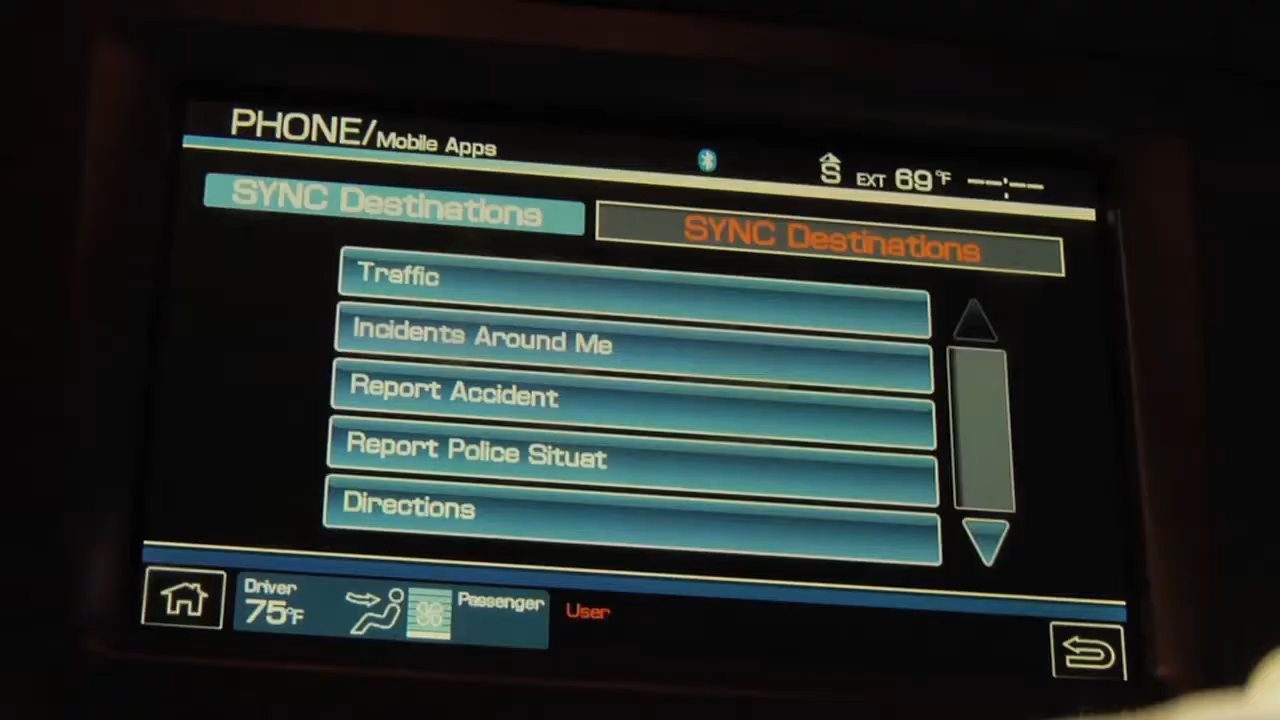 PHONE/Mobile Apps
S EXT 69°F --:--
SYNC Destinations
SYNC Destinations
Traffic
Incidents Around Me
Report Accident
Report Police Situat
Directions
Driver
75°F
Passenger
User